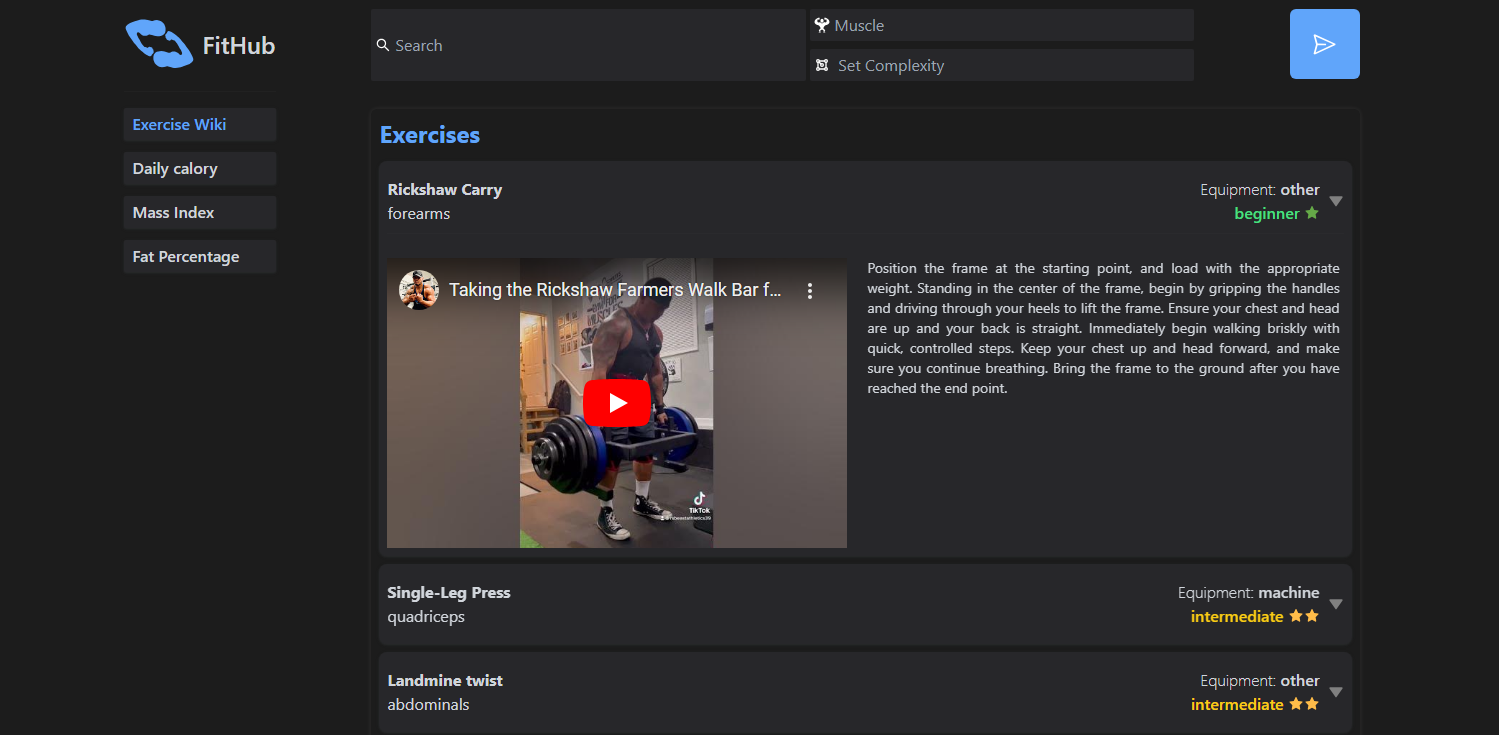 FitHub
Search
Muscle
Set Complexity
Exercise Wiki
Daily calory
Mass Index
Fat Percentage
Exercises
Rickshaw Carry
forearms
Equipment: other
beginner
Taking the Rickshaw Farmers Walk Bar f...
TikTok
Position the frame at the starting point, and load with the appropriate
weight. Standing in the center of the frame, begin by gripping the handles
and driving through your heels to lift the frame. Ensure your chest and head
are up and your back is straight. Immediately begin walking briskly with
quick, controlled steps. Keep your chest up and head forward, and make
sure you continue breathing. Bring the frame to the ground after you have
reached the end point.
Single-Leg Press
quadriceps
Equipment: machine
intermediate
Landmine twist
abdominals
Equipment: other
intermediate